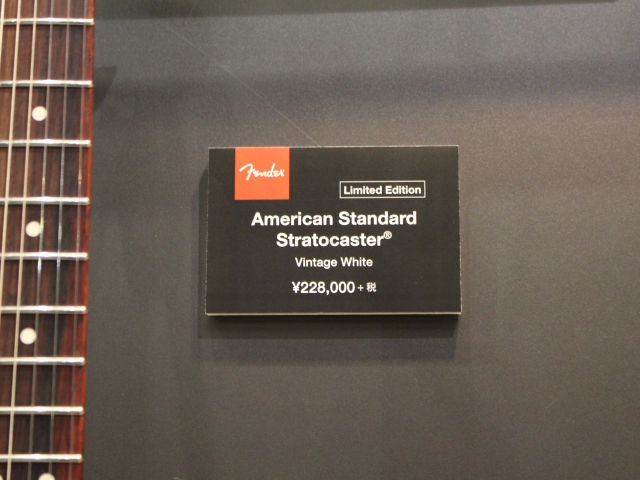 Fender
Limited Edition
American Standard
Stratocaster®
Vintage White
¥228,000+税